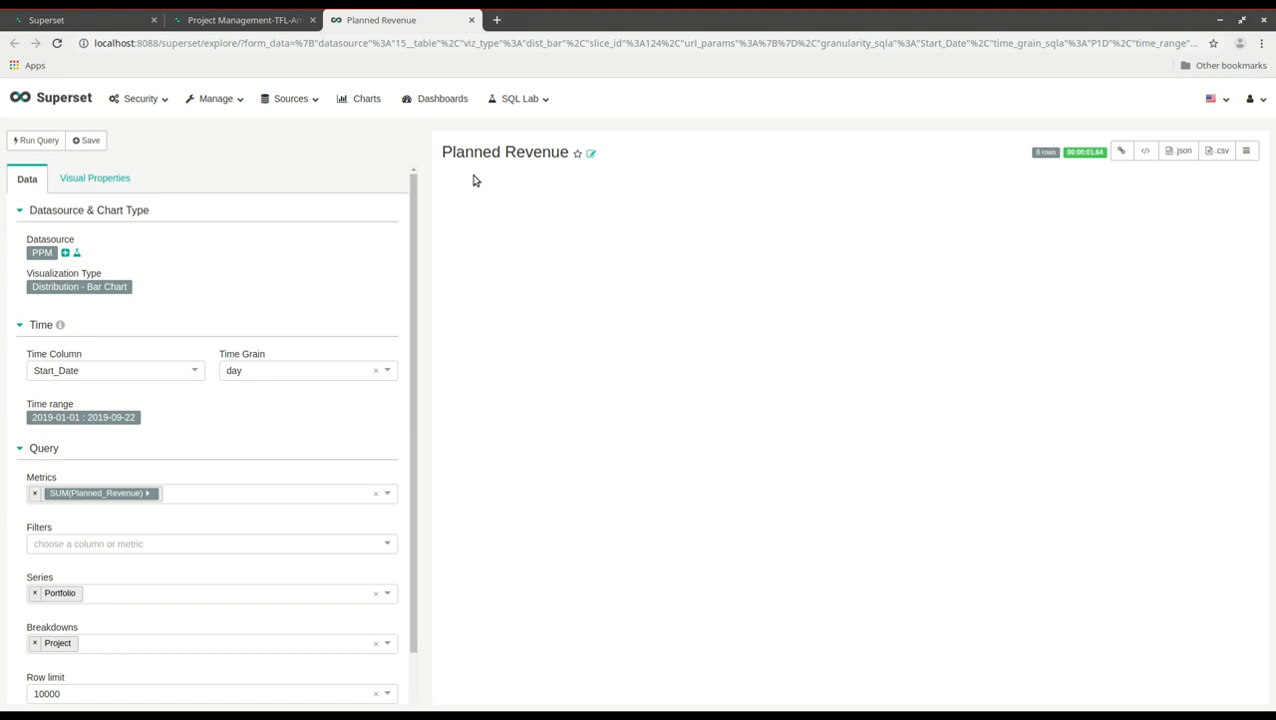 Superset
Project Management-TFL-Am
Planned Revenue
localhost:8088/superset/explore/?form_data=%7B"datasource"%3A"15__table"%2C"viz_type"%3A"dist_bar"%2C"slice_id"%3A124%2C"url_params"%3A%7B%7D%2C"granularity_sqla"%3A"Start_Date"%2C"time_grain_sqla"%3A"P1D"%2C"time_range"...
Apps
Other bookmarks
Superset
Security
Manage
Sources
Charts
Dashboards
SQL Lab
Run Query
Save
Planned Revenue
00:00:01.64
.json
.csv
Data
Visual Properties
Datasource & Chart Type
Datasource
PPM
Visualization Type
Distribution - Bar Chart
Time
Time Column
Time Grain
Start_Date
day
Time range
2019-01-01 : 2019-09-22
Query
Metrics
SUM(Planned_Revenue)
Filters
choose a column or metric
Series
Portfolio
Breakdowns
Project
Row limit
10000